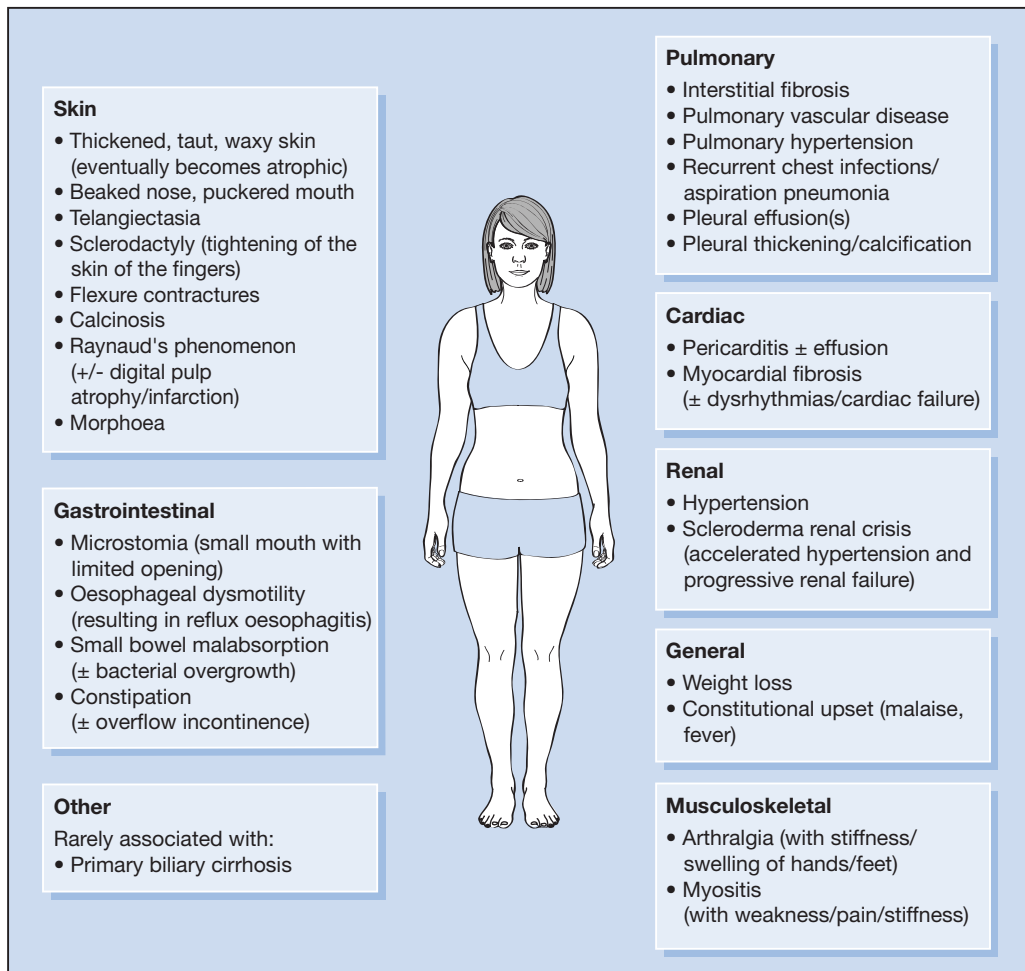 Skin
• Thickened, taut, waxy skin
(eventually becomes atrophic)
• Beaked nose, puckered mouth
• Telangiectasia
• Sclerodactyly (tightening of the
skin of the fingers)
• Flexure contractures
• Calcinosis
• Raynaud's phenomenon
(+/- digital pulp
atrophy/infarction)
• Morphoea
Gastrointestinal
• Microstomia (small mouth with
limited opening)
• Oesophageal dysmotility
(resulting in reflux oesophagitis)
• Small bowel malabsorption
(± bacterial overgrowth)
• Constipation
(± overflow incontinence)
Other
Rarely associated with:
• Primary biliary cirrhosis
Pulmonary
• Interstitial fibrosis
• Pulmonary vascular disease
• Pulmonary hypertension
• Recurrent chest infections/
aspiration pneumonia
• Pleural effusion(s)
• Pleural thickening/calcification
Cardiac
• Pericarditis ± effusion
• Myocardial fibrosis
(± dysrhythmias/cardiac failure)
Renal
• Hypertension
• Scleroderma renal crisis
(accelerated hypertension and
progressive renal failure)
General
• Weight loss
• Constitutional upset (malaise,
fever)
Musculoskeletal
• Arthralgia (with stiffness/
swelling of hands/feet)
• Myositis
(with weakness/pain/stiffness)